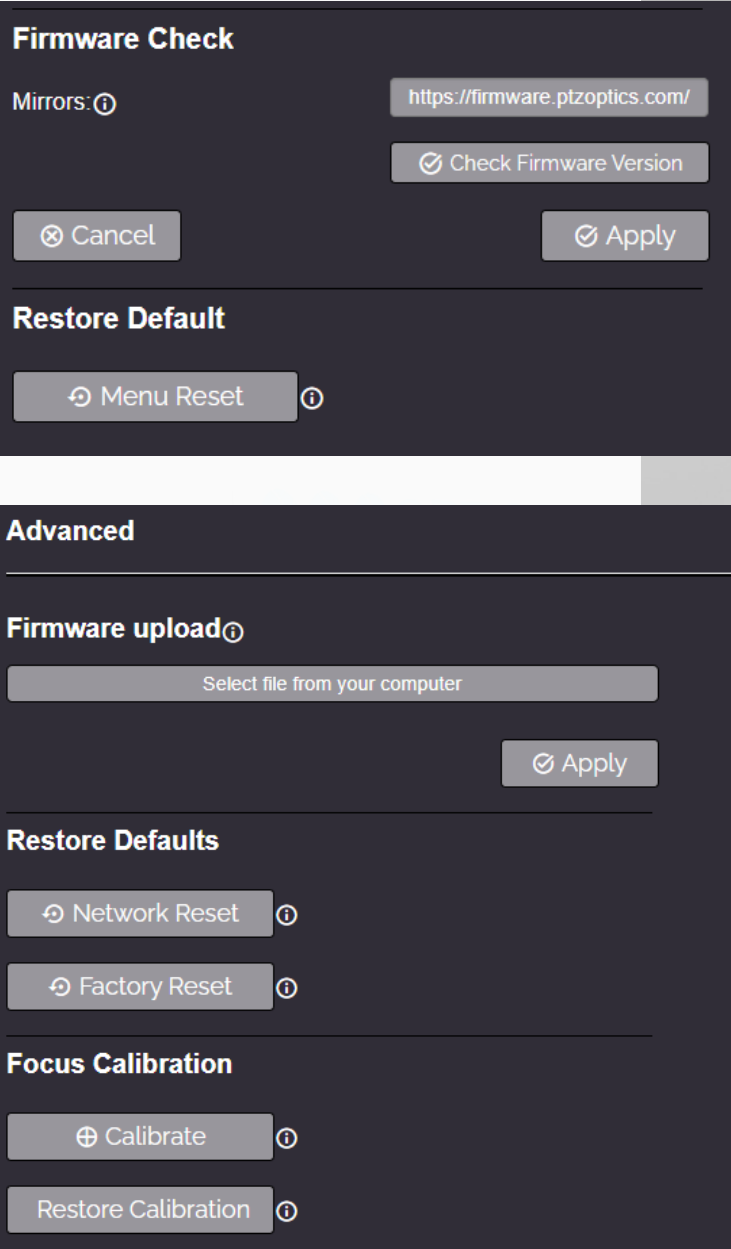 Firmware Check
Mirrors:
https://firmware.ptzoptics.com/
Check Firmware Version
Cancel
Apply
Restore Default
Menu Reset
Advanced
Firmware upload
Select file from your computer
Apply
Restore Defaults
Network Reset
Factory Reset
Focus Calibration
Calibrate
Restore Calibration